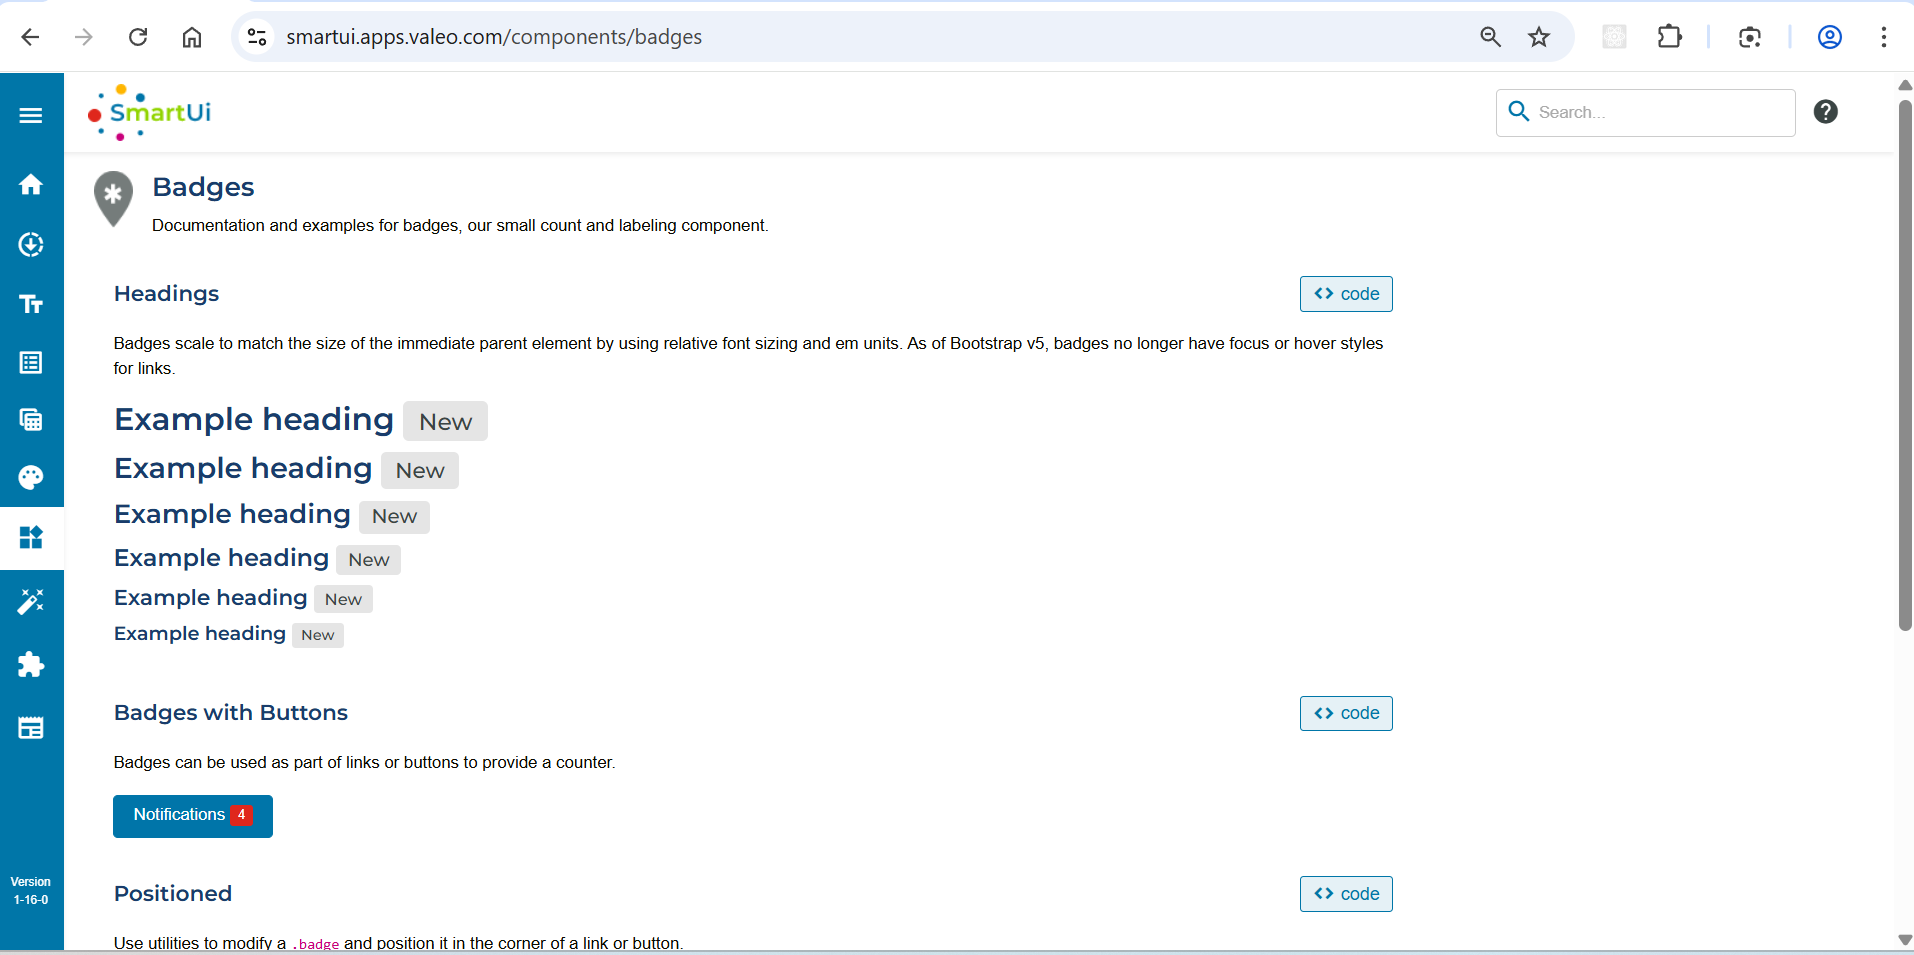 smartui.apps.valeo.com/components/badges
SmartUi
Search...
Badges
Documentation and examples for badges, our small count and labeling component.
Headings
<> code
Badges scale to match the size of the immediate parent element by using relative font sizing and em units. As of Bootstrap v5, badges no longer have focus or hover styles
for links.
Example heading New
Example heading New
Example heading New
Example heading New
Example heading New
Example heading New
Badges with Buttons
<> code
Badges can be used as part of links or buttons to provide a counter.
Notifications 4
Positioned
<> code
Use utilities to modify a .badge and position it in the corner of a link or button.
Version
1-16-0